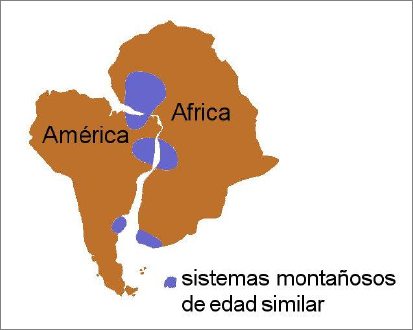 Africa
América
sistemas montañosos
de edad similar